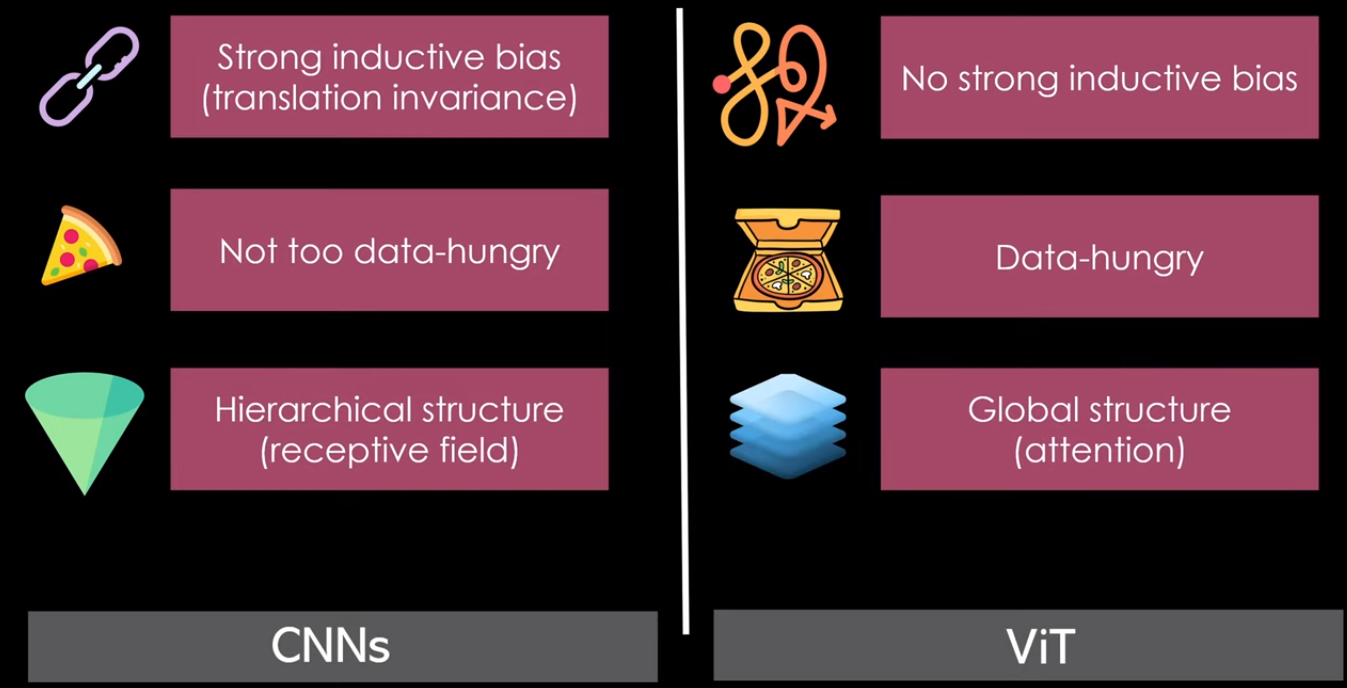 Strong inductive bias
(translation invariance)
Not too data-hungry
Hierarchical structure
(receptive field)
CNNs
No strong inductive bias
Data-hungry
Global structure
(attention)
ViT